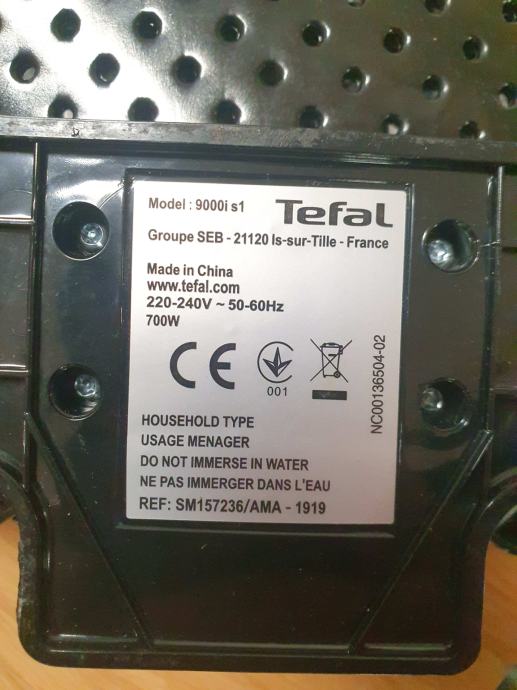 Model : 9000i s1 Tefal
Groupe SEB - 21120 Is-sur-Tille - France
Made in China
www.tefal.com
220-240V ~ 50-60Hz
700W
CE
001
NC00136504-02
HOUSEHOLD TYPE
USAGE MENAGER
DO NOT IMMERSE IN WATER
NE PAS IMMERGER DANS L'EAU
REF: SM157236/AMA - 1919